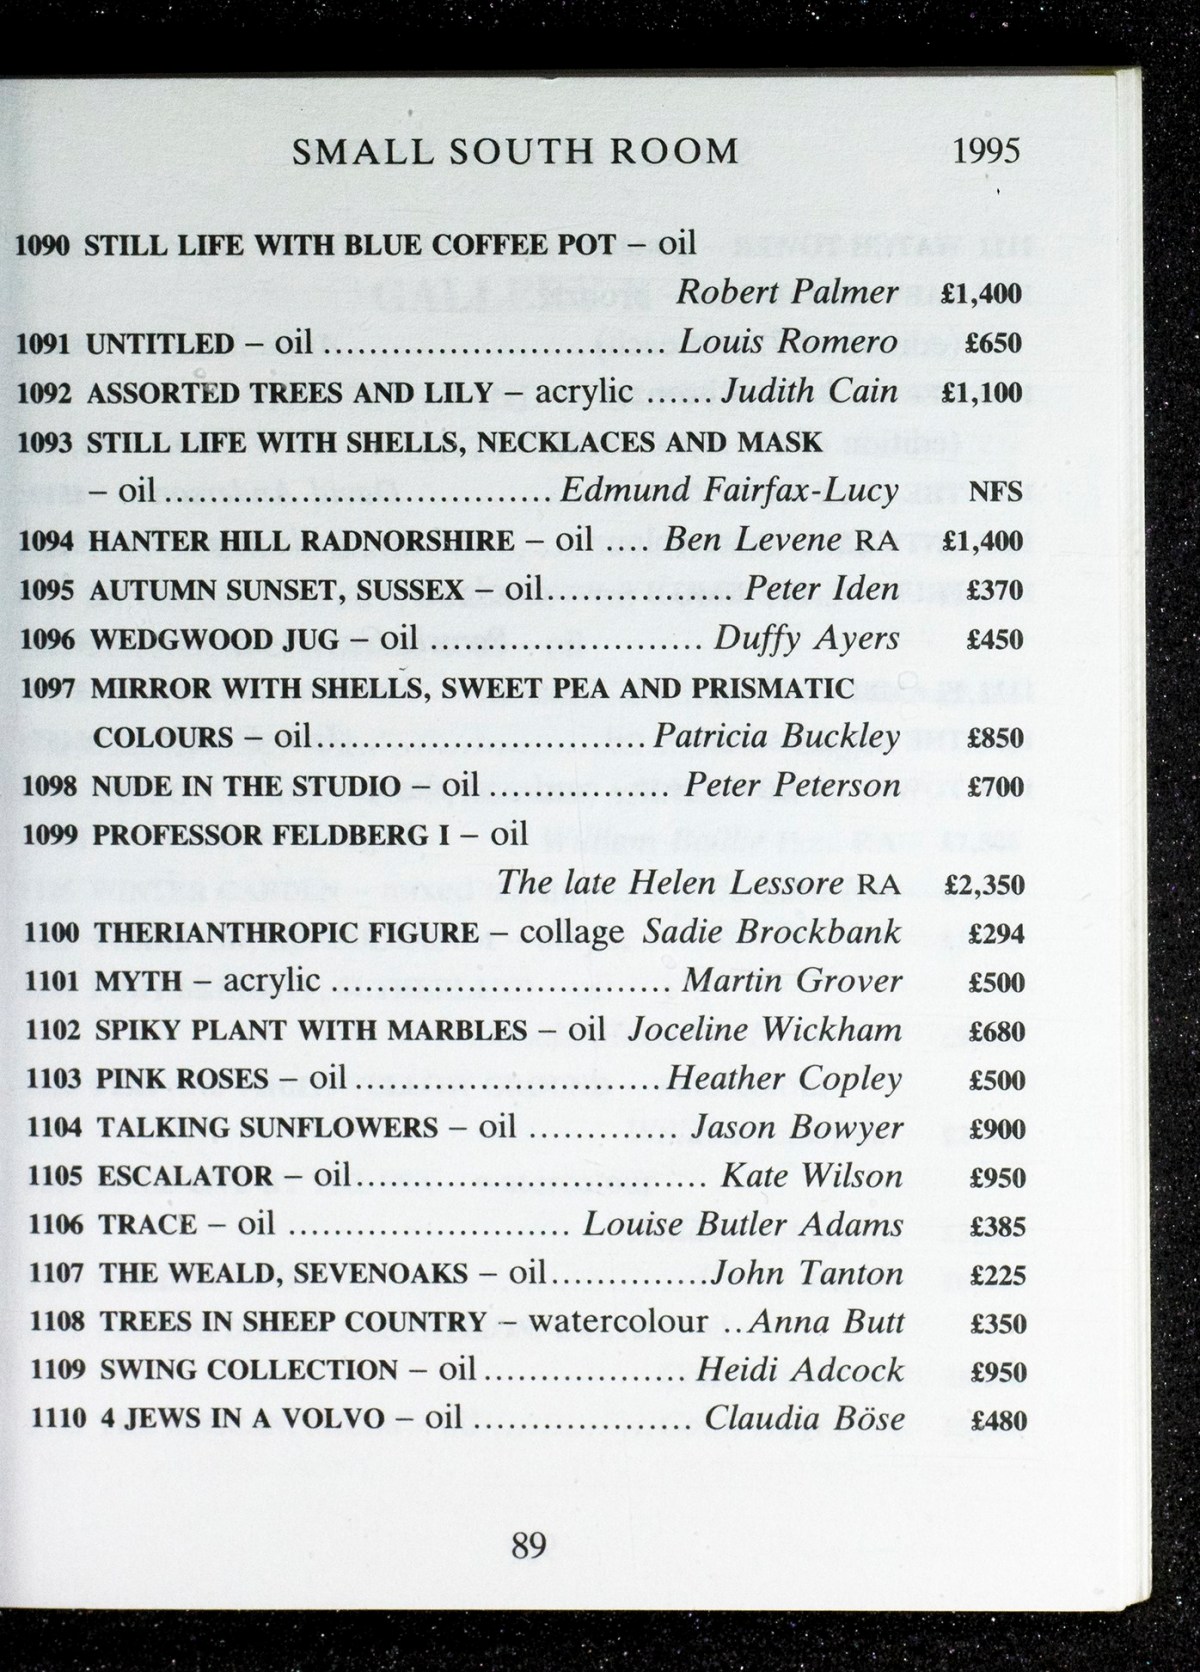 SMALL SOUTH ROOM 1995
1090 STILL LIFE WITH BLUE COFFEE POT – oil
Robert Palmer £1,400
1091 UNTITLED – oil .............................. Louis Romero £650
1092 ASSORTED TREES AND LILY – acrylic ...... Judith Cain £1,100
1093 STILL LIFE WITH SHELLS, NECKLACES AND MASK
– oil .................................. Edmund Fairfax-Lucy NFS
1094 HANTER HILL RADNORSHIRE – oil .... Ben Levene RA £1,400
1095 AUTUMN SUNSET, SUSSEX – oil................. Peter Iden £370
1096 WEDGWOOD JUG – oil ........................ Duffy Ayers £450
1097 MIRROR WITH SHELLS, SWEET PEA AND PRISMATIC
COLOURS – oil ............................. Patricia Buckley £850
1098 NUDE IN THE STUDIO – oil ................. Peter Peterson £700
1099 PROFESSOR FELDBERG I – oil
The late Helen Lessore RA £2,350
1100 THERIANTHROPIC FIGURE – collage Sadie Brockbank £294
1101 MYTH – acrylic .............................. Martin Grover £500
1102 SPIKY PLANT WITH MARBLES – oil Joceline Wickham £680
1103 PINK ROSES – oil ........................... Heather Copley £500
1104 TALKING SUNFLOWERS – oil ............. Jason Bowyer £900
1105 ESCALATOR – oil............................... Kate Wilson £950
1106 TRACE – oil ......................... Louise Butler Adams £385
1107 THE WEALD, SEVENOAKS – oil..............John Tanton £225
1108 TREES IN SHEEP COUNTRY – watercolour ..Anna Butt £350
1109 SWING COLLECTION – oil .................. Heidi Adcock £950
1110 4 JEWS IN A VOLVO – oil .................... Claudia Böse £480
89